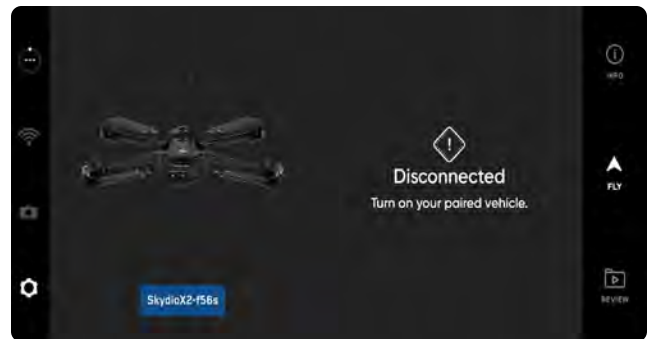 INFO
Disconnected
Turn on your paired vehicle.
FLY
SkydioX2-f56s
REVIEW